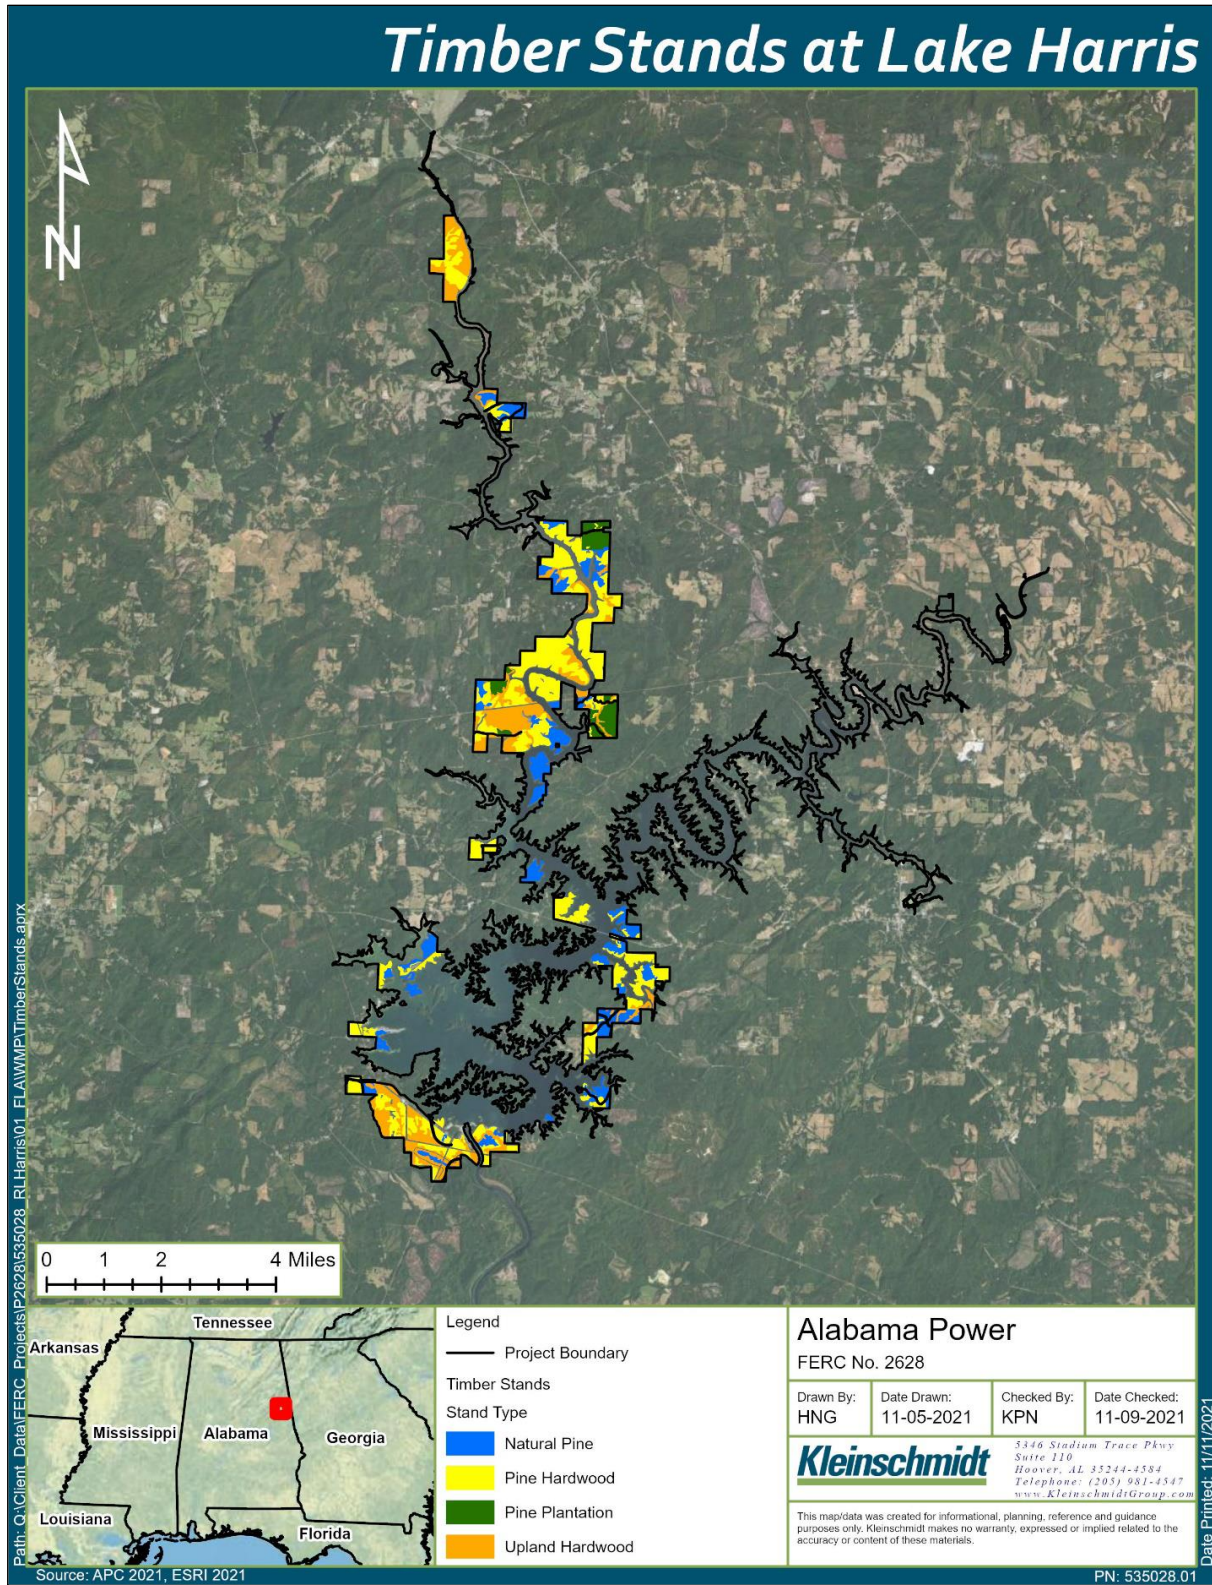 Timber Stands at Lake Harris
N
0 1 2 4 Miles
Tennessee
Arkansas
Mississippi
Alabama
Georgia
Louisiana
Florida
Legend
Project Boundary
Timber Stands
Stand Type
Natural Pine
Pine Hardwood
Pine Plantation
Upland Hardwood
Alabama Power
FERC No. 2628
Drawn By:
HNG
Date Drawn:
11-05-2021
Checked By:
KPN
Date Checked:
11-09-2021
Kleinschmidt
5346 Stadium Trace Pkwy
Suite 110
Hoover, AL 35244-4584
Telephone: (205) 981-4547
www.KleinschmidtGroup.com
This map/data was created for informational, planning, reference and guidance
purposes only. Kleinschmidt makes no warranty, expressed or implied related to the
accuracy or content of these materials.
Path: Q:\Client_Data\FERC_Projects\P2628\535028_RLHarris\01_FLA\WMP\TimberStands.aprx
Date Printed: 11/11/2021
Source: APC 2021, ESRI 2021
PN: 535028.01